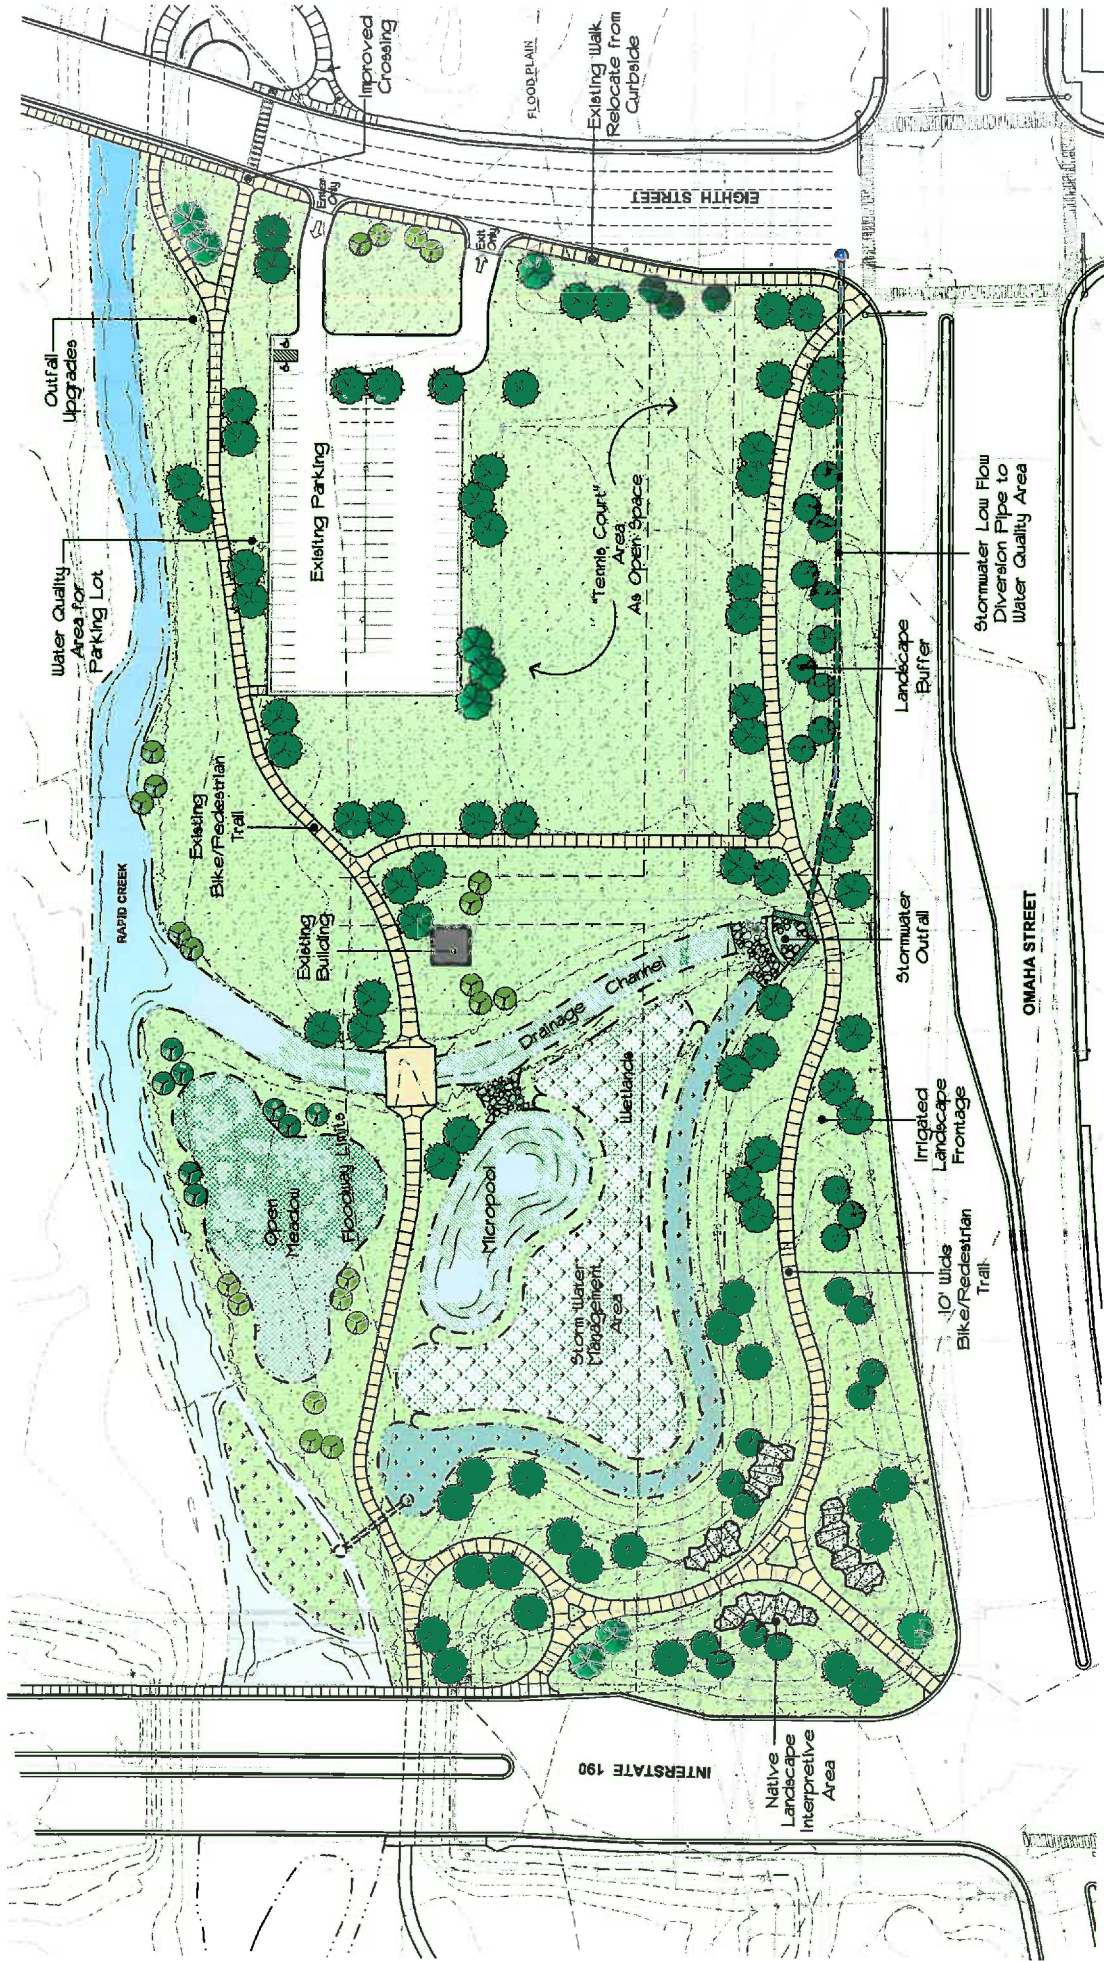 Improved
Crossing
FLOODPLAIN
Existing Walk
Relocate from
Curbside
Enter
Only
Exit
Only
EIGHTH STREET
Outfall
Upgrades
Water Quality
Area for
Parking Lot
Exisitng Parking
"Tennis Court"
Area
As Open Space
Stormwater Low Flow
Diversion Pipe to
Water Quality Area
Landscape
Buffer
RAPID CREEK
Existing
Bike/Pedestrian
Trail
Existing
Building
Drainage Channel
Stormwater
Outfall
OMAHA STREET
Wetlands
Irrigated
Landscape
Frontage
Open
Meadow
Floodway Limits
Micropool
Storm Water
Management
Area
10' Wide
Bike/Pedestrian
Trail
INTERSTATE 190
Native
Landscape
Interpretive
Area